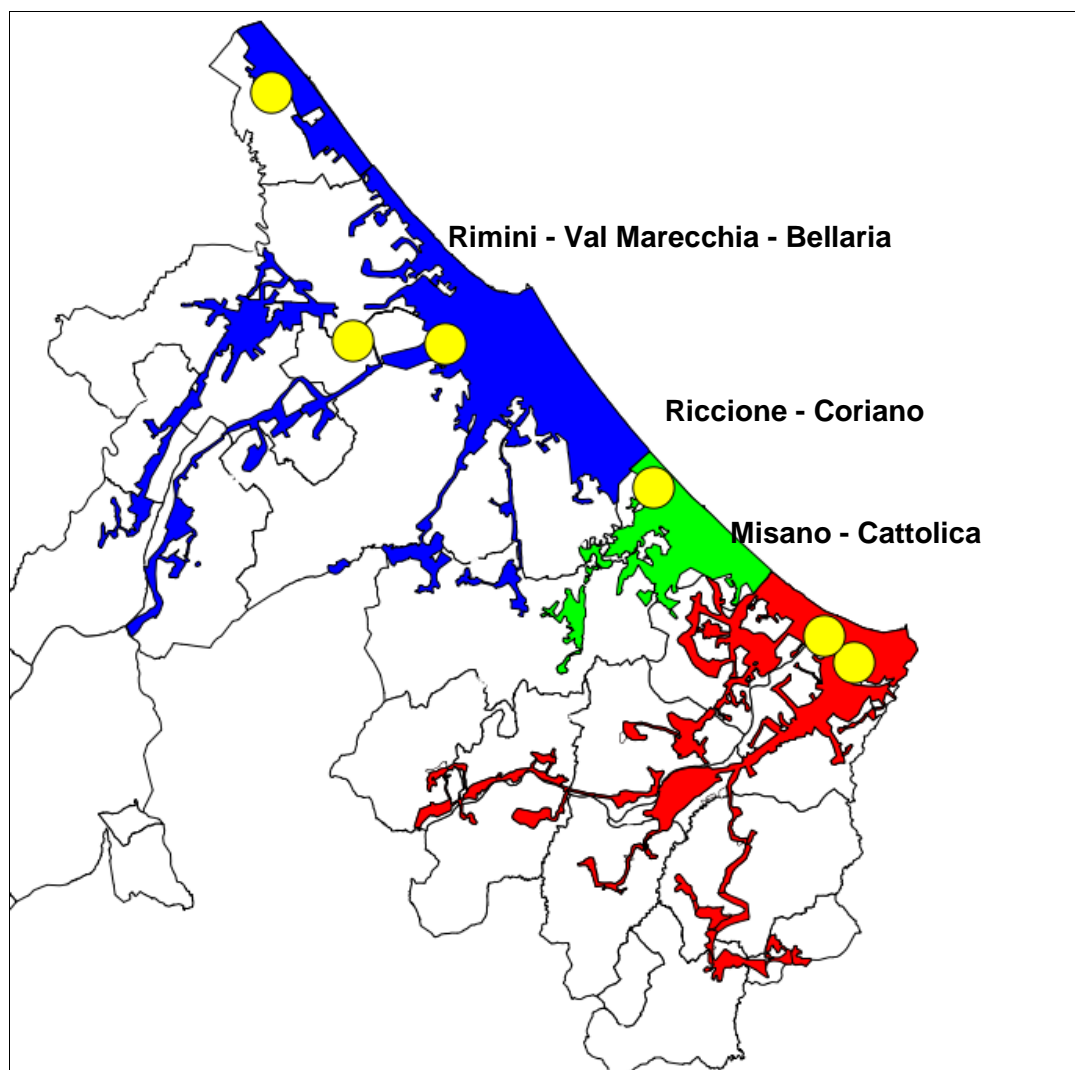 Rimini - Val Marecchia - Bellaria
Riccione - Coriano
Misano - Cattolica